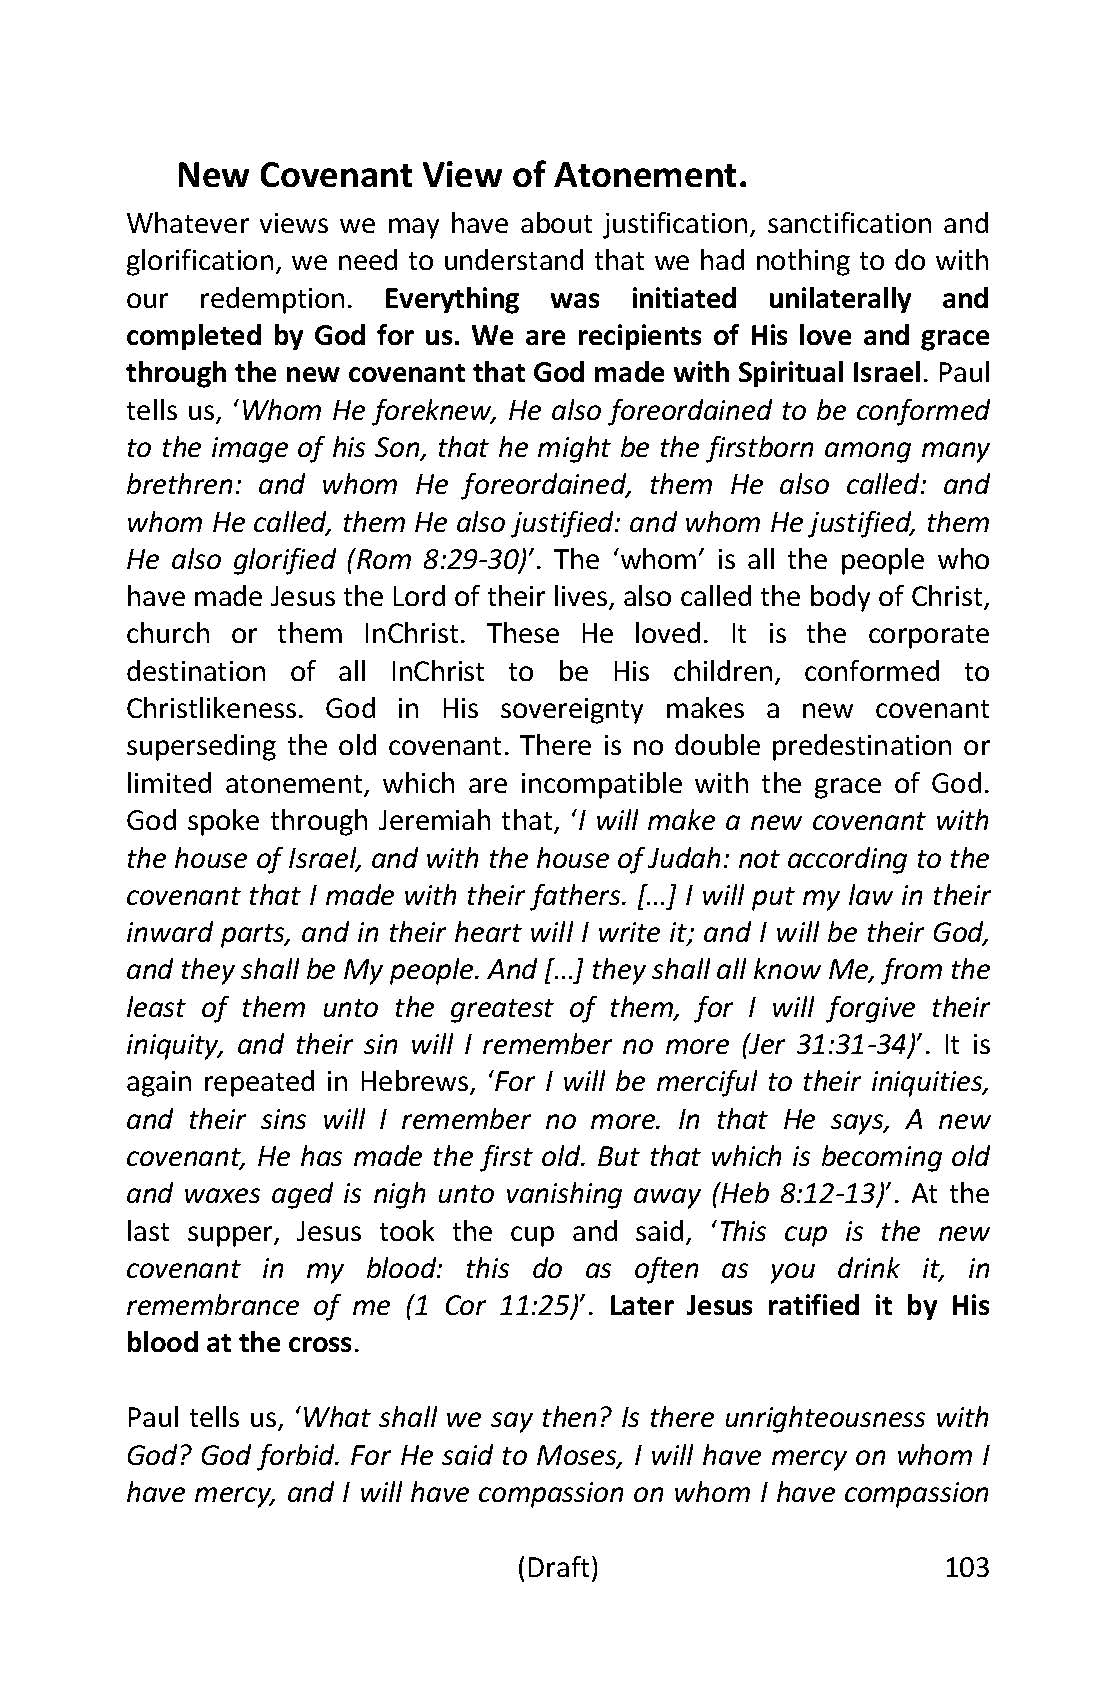 New Covenant View of Atonement.
Whatever views we may have about justification, sanctification and
glorification, we need to understand that we had nothing to do with
our redemption. Everything was initiated unilaterally and
completed by God for us. We are recipients of His love and grace
through the new covenant that God made with Spiritual Israel. Paul
tells us, ‘Whom He foreknew, He also foreordained to be conformed
to the image of his Son, that he might be the firstborn among many
brethren: and whom He foreordained, them He also called: and
whom He called, them He also justified: and whom He justified, them
He also glorified (Rom 8:29-30)’. The ‘whom’ is all the people who
have made Jesus the Lord of their lives, also called the body of Christ,
church or them InChrist. These He loved. It is the corporate
destination of all InChrist to be His children, conformed to
Christlikeness. God in His sovereignty makes a new covenant
superseding the old covenant. There is no double predestination or
limited atonement, which are incompatible with the grace of God.
God spoke through Jeremiah that, ‘I will make a new covenant with
the house of Israel, and with the house of Judah: not according to the
covenant that I made with their fathers. […] I will put my law in their
inward parts, and in their heart will I write it; and I will be their God,
and they shall be My people. And […] they shall all know Me, from the
least of them unto the greatest of them, for I will forgive their
iniquity, and their sin will I remember no more (Jer 31:31-34)’. It is
again repeated in Hebrews, ‘For I will be merciful to their iniquities,
and their sins will I remember no more. In that He says, A new
covenant, He has made the first old. But that which is becoming old
and waxes aged is nigh unto vanishing away (Heb 8:12-13)’. At the
last supper, Jesus took the cup and said, ‘This cup is the new
covenant in my blood: this do as often as you drink it, in
remembrance of me (1 Cor 11:25)’. Later Jesus ratified it by His
blood at the cross.
Paul tells us, ‘What shall we say then? Is there unrighteousness with
God? God forbid. For He said to Moses, I will have mercy on whom I
have mercy, and I will have compassion on whom I have compassion
(Draft) 103